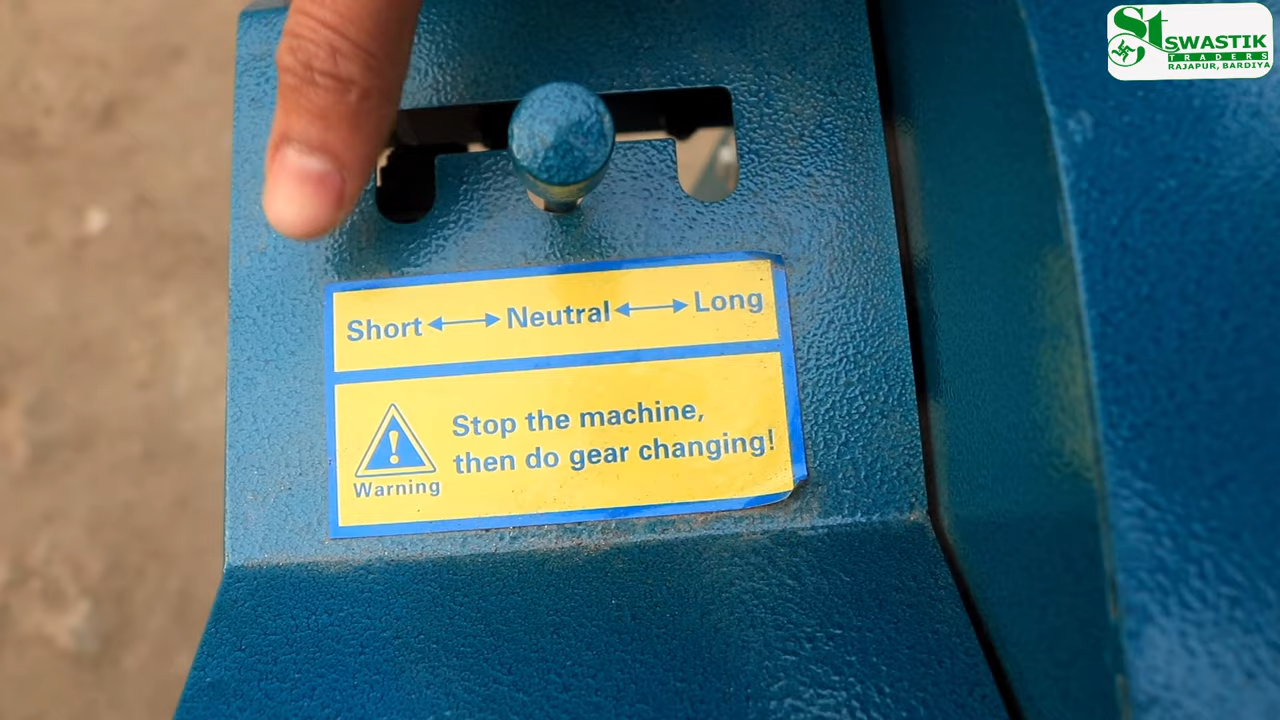 St
SWASTIK
TRADERS
RAJAPUR, BARDIYA
Short Neutral Long
Stop the machine,
then do gear changing!
Warning